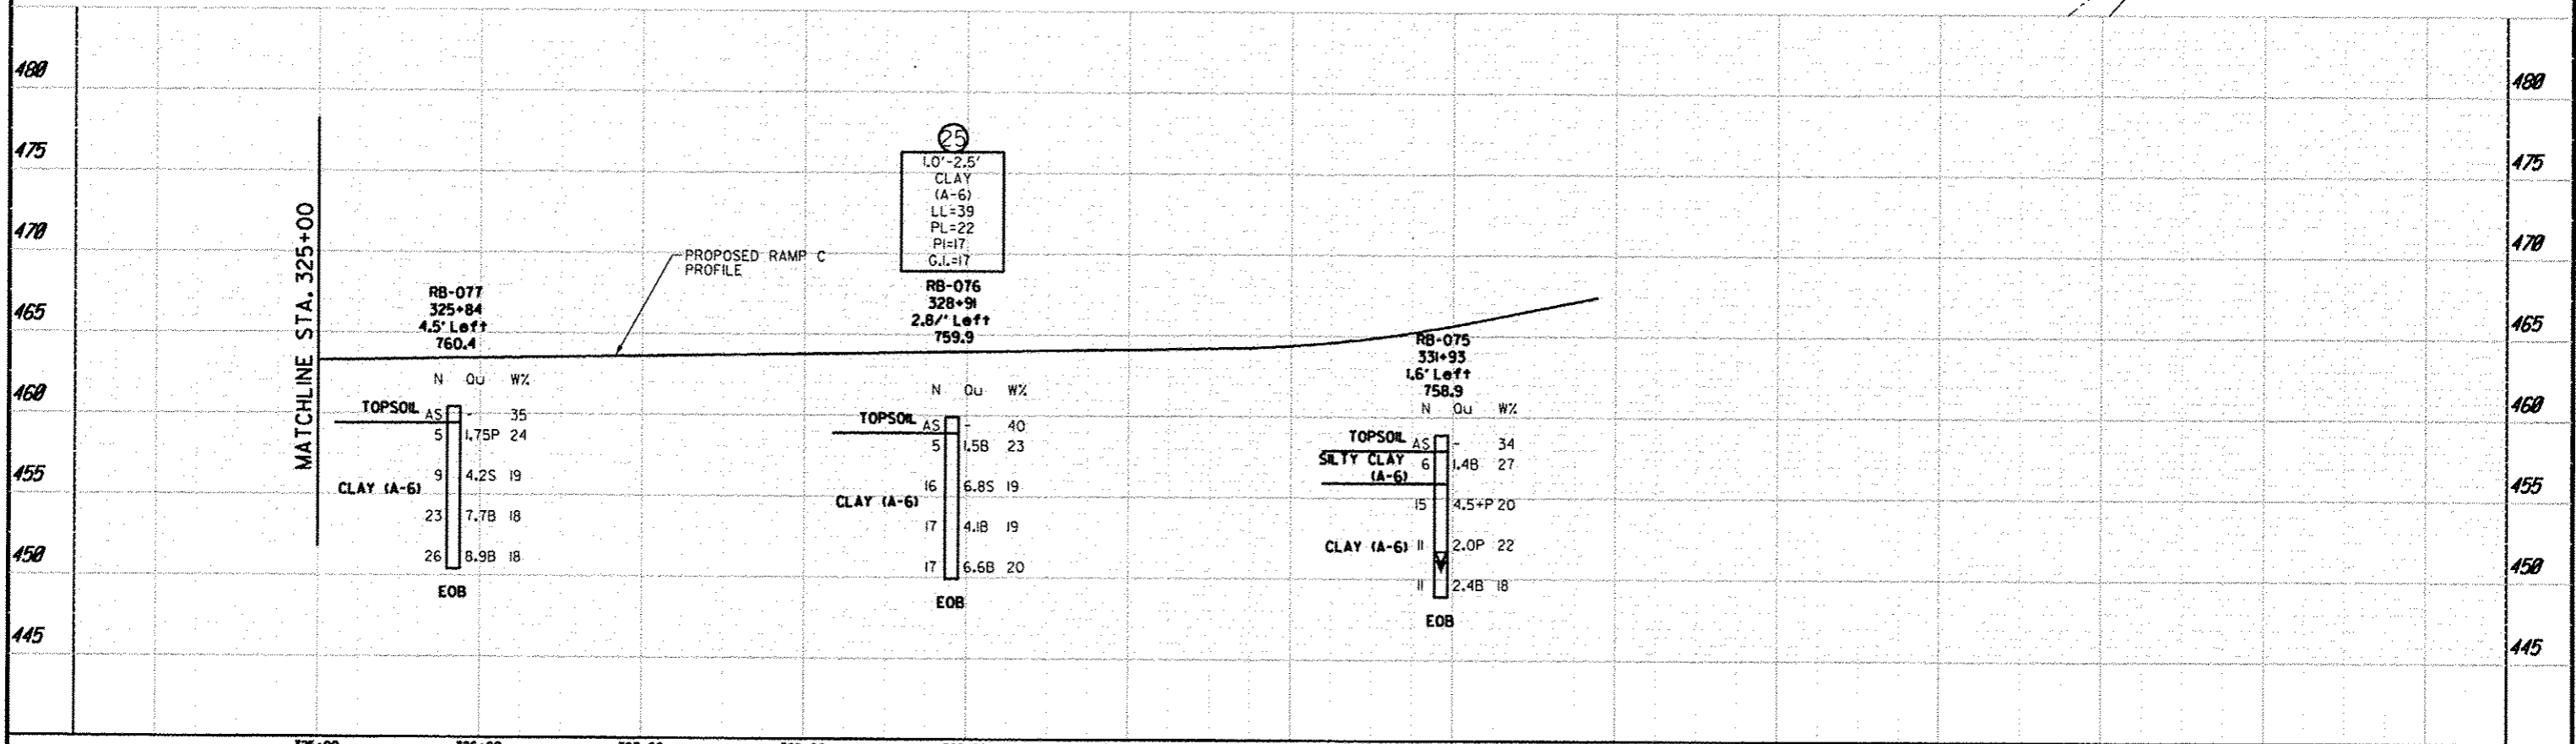 480
475
470
465
460
455
450
445
MATCHLINE STA. 325+00
PROPOSED RAMP C
PROFILE
RB-077
325+84
4.5' Left
760.4
N Qu W%
TOPSOIL AS - 35
5 1.75P 24
9 4.2S 19
CLAY (A-6)
23 7.7B 18
26 8.9B 18
EOB
25
1.0'-2.5'
CLAY
(A-6)
LL=39
PL=22
PI=17
G.I.=17
RB-076
328+91
Left
759.9
N Qu W%
TOPSOIL AS - 40
5 1.5B 23
16 6.8S 19
CLAY (A-6)
17 4.1B 19
17 6.6B 20
EOB
RB-075
331+93
1.6' Left
758.9
N Qu W%
TOPSOIL AS - 34
SILTY CLAY 6 1.4B 27
(A-6)
15 4.5+P 20
CLAY (A-6) 11 2.0P 22
11 2.4B 18
EOB
480
475
470
465
460
455
450
445